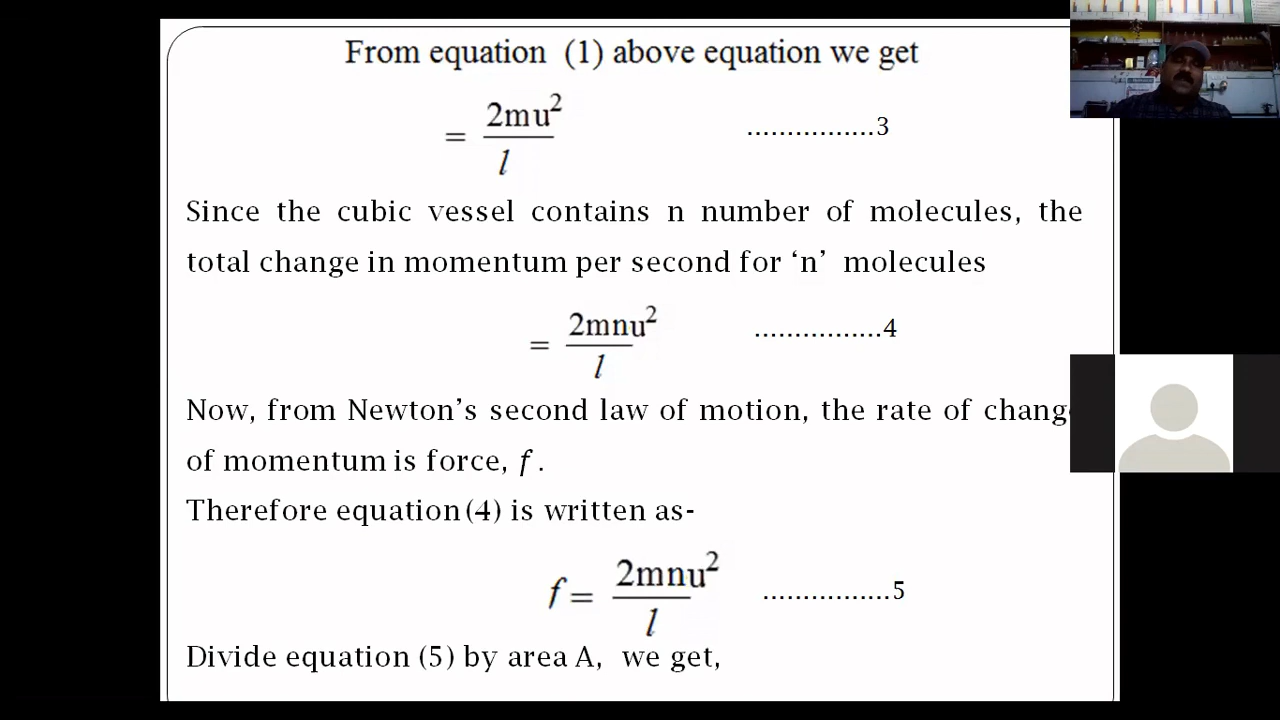 From equation (1) above equation we get
= 2mu²/l ................3
Since the cubic vessel contains n number of molecules, the
total change in momentum per second for ‘n’ molecules
= 2mnu²/l ................4
Now, from Newton’s second law of motion, the rate of chang
of momentum is force, f .
Therefore equation (4) is written as-
f = 2mnu²/l ................5
Divide equation (5) by area A, we get,